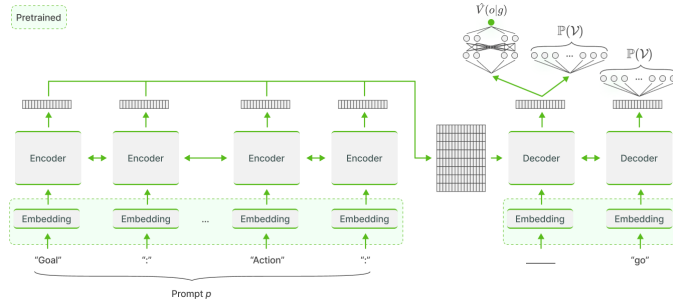 Pretrained
V̂(o|g)
ℙ(𝒱)
ℙ(𝒱)
Encoder Encoder Encoder Encoder Decoder Decoder
Embedding Embedding ... Embedding Embedding Embedding Embedding
“Goal” “:” “Action” “:” “go”
Prompt p